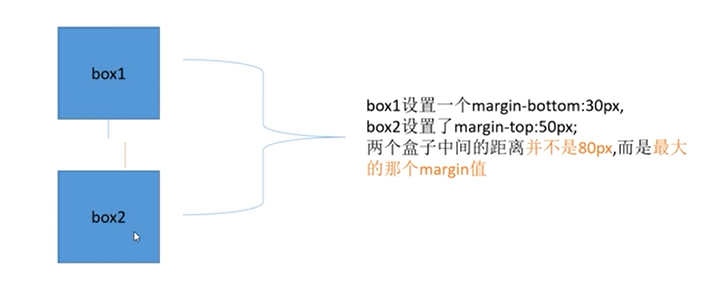 box1
box1设置一个margin-bottom:30px,
box2设置了margin-top:50px;
两个盒子中间的距离并不是80px,而是最大
的那个margin值
box2